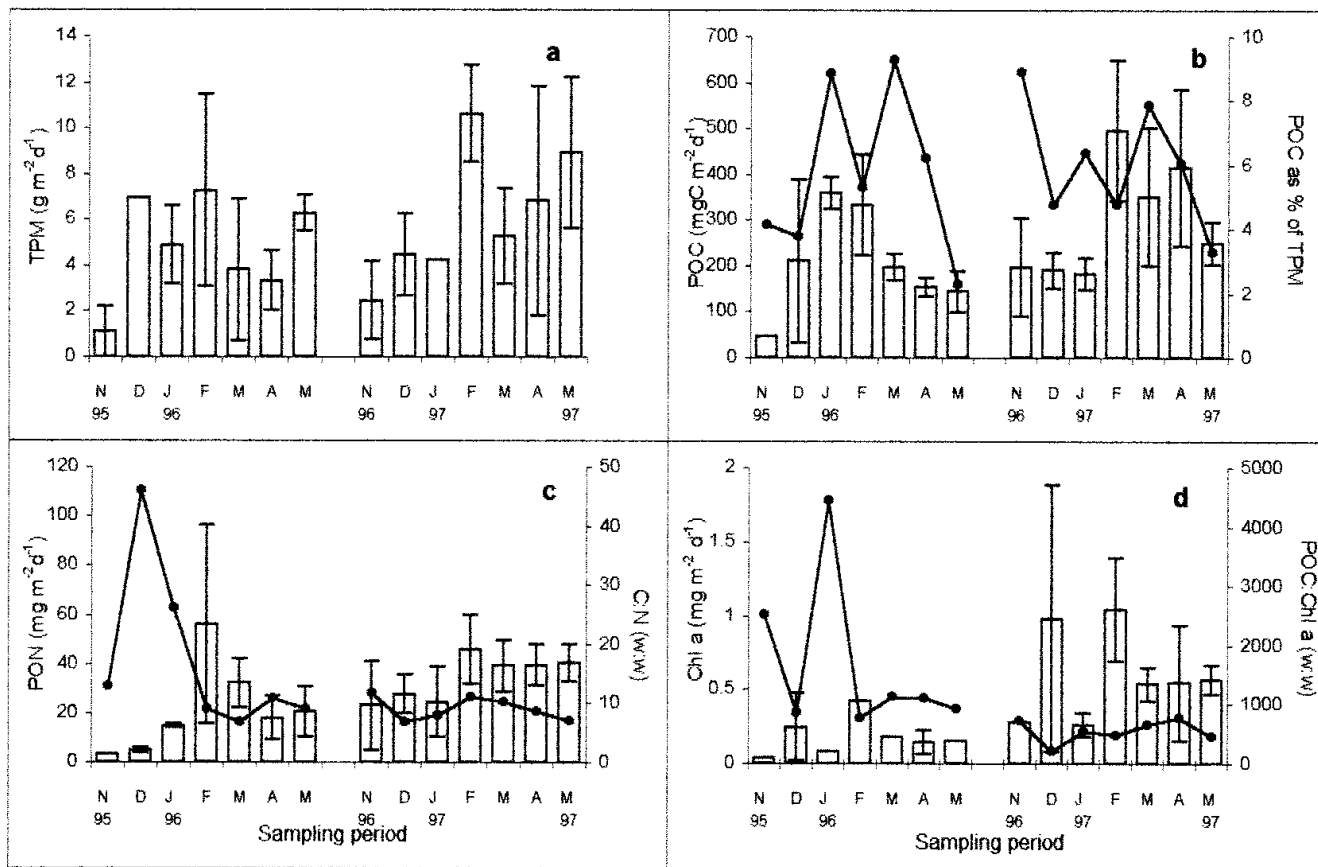 a
TPM (g m-2 d-1)
14
12
10
8
6
4
2
0
N D J F M A M N D J F M A M
95 96 96 97 97
b
POC (mgC m-2 d-1)
700
600
500
400
300
200
100
0
POC as % of TPM
10
8
6
4
2
0
N D J F M A M N D J F M A M
95 96 96 97 97
c
PON (mg m-2 d-1)
120
100
80
60
40
20
0
C:N (w:w)
50
40
30
20
10
0
N D J F M A M N D J F M A M
95 96 96 97 97
Sampling period
d
Chl a (mg m-2 d-1)
2
1.5
1
0.5
0
POC:Chl a (w:w)
5000
4000
3000
2000
1000
0
N D J F M A M N D J F M A M
95 96 96 97 97
Sampling period